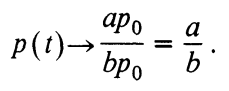 p(t)→ap₀/bp₀ = a/b .